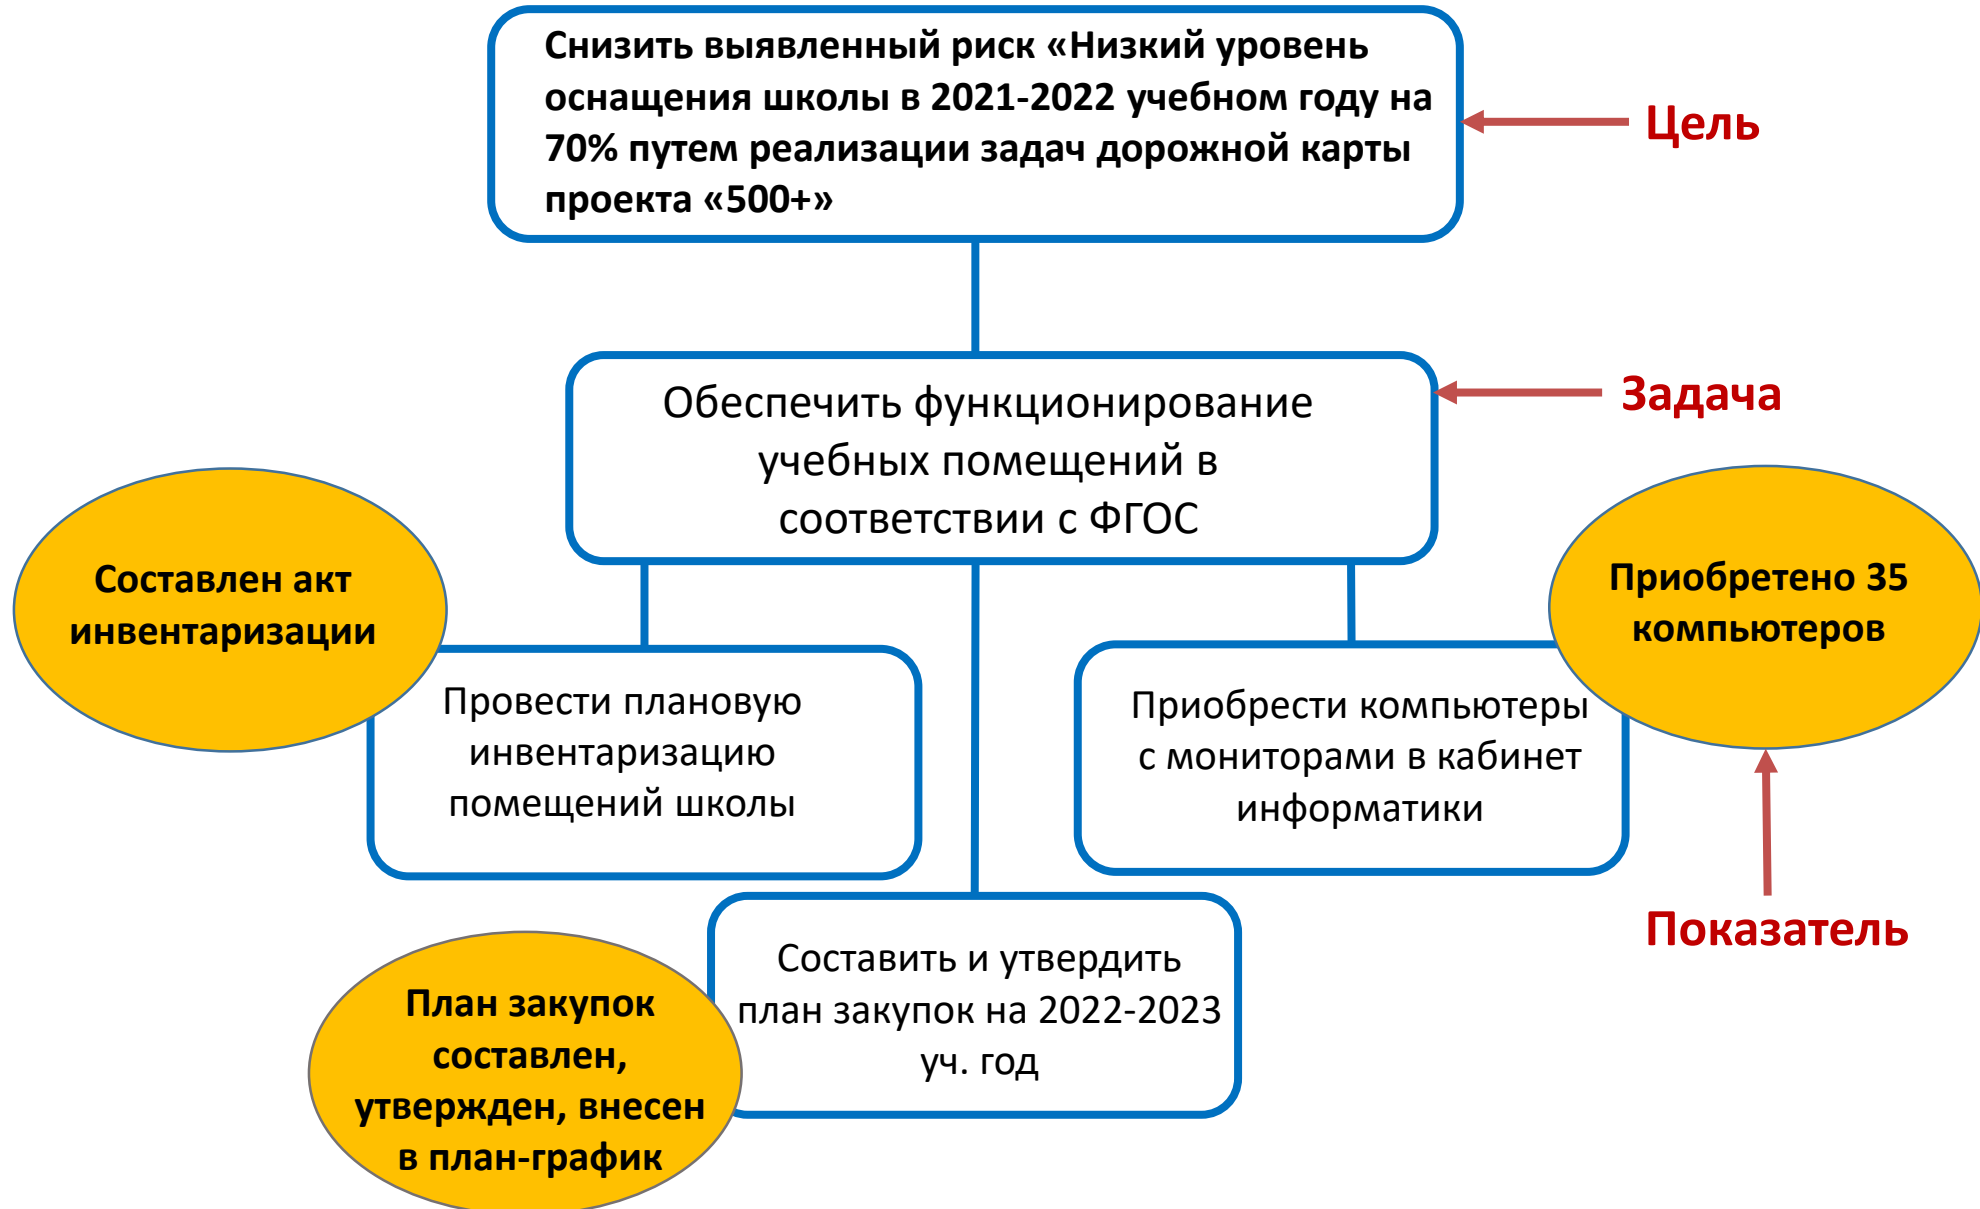 Снизить выявленный риск «Низкий уровень
оснащения школы в 2021-2022 учебном году на
70% путем реализации задач дорожной карты
проекта «500+»
Цель
Обеспечить функционирование
учебных помещений в
соответствии с ФГОС
Задача
Составлен акт
инвентаризации
Приобретено 35
компьютеров
Провести плановую
инвентаризацию
помещений школы
Приобрести компьютеры
с мониторами в кабинет
информатики
Показатель
Составить и утвердить
план закупок на 2022-2023
уч. год
План закупок
составлен,
утвержден, внесен
в план-график